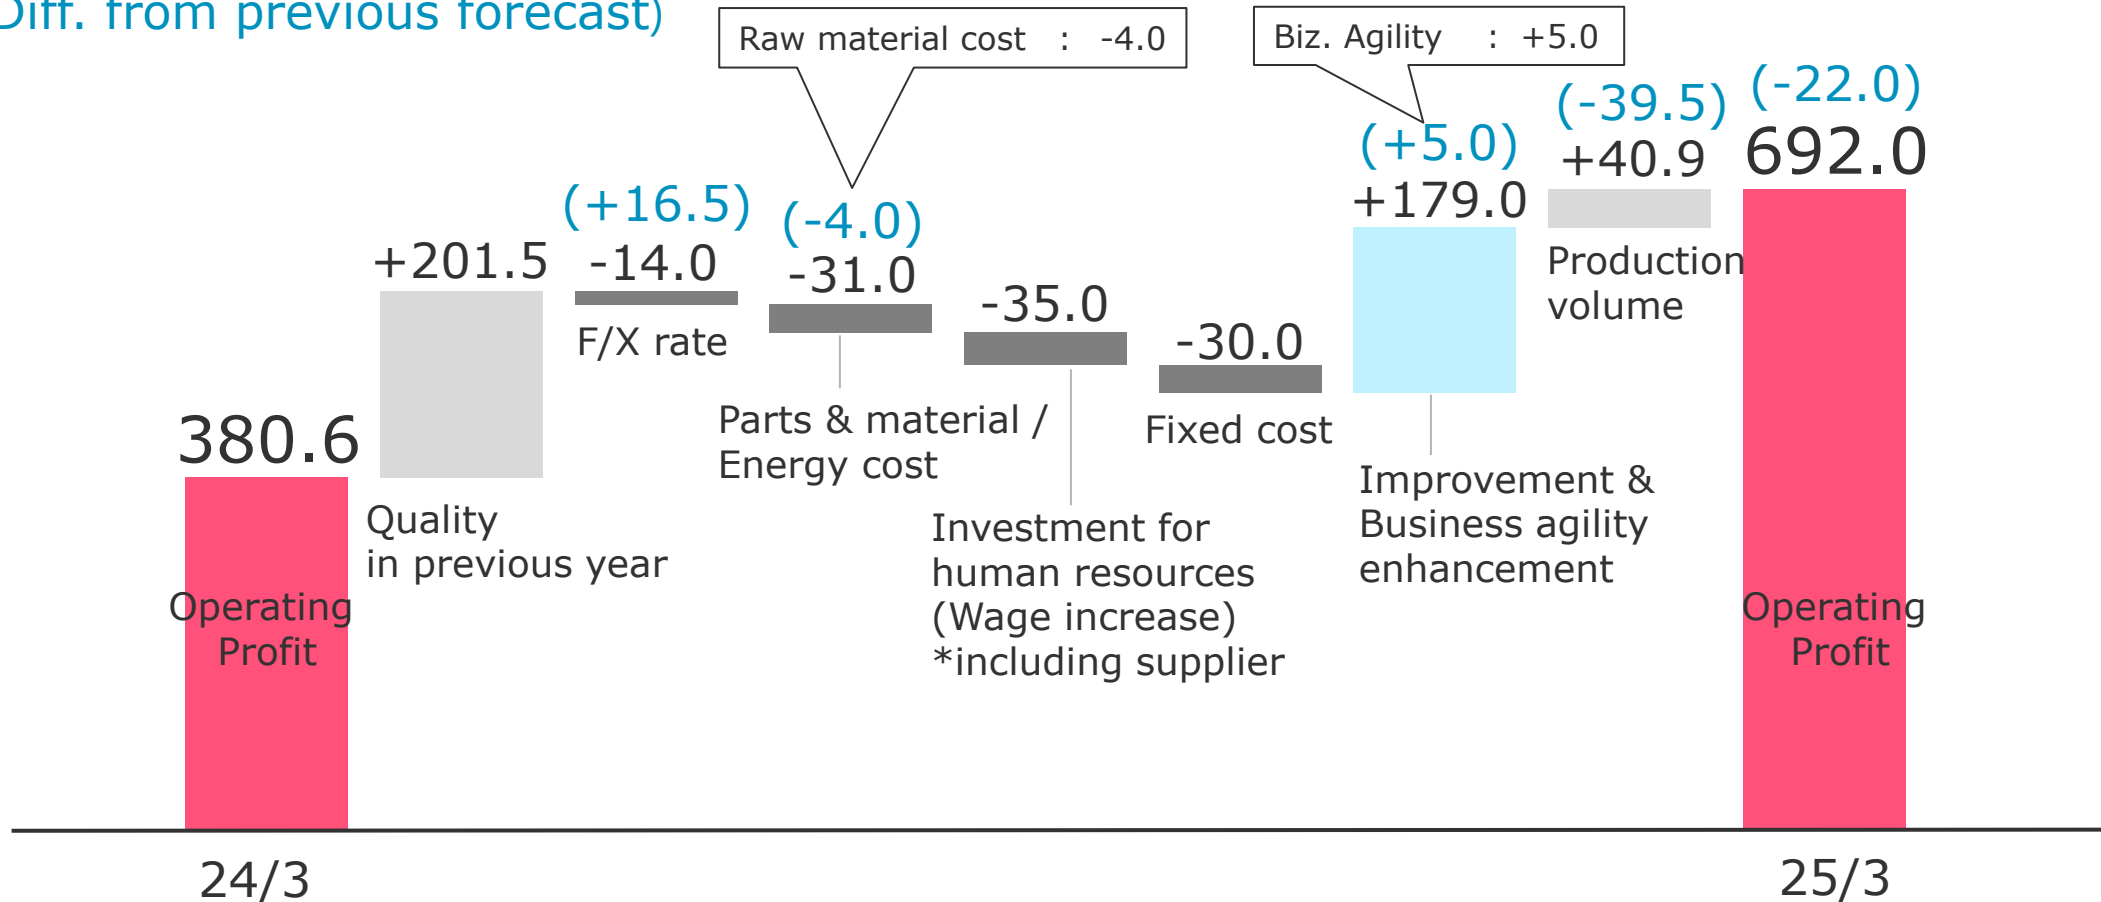 Diff. from previous forecast)
Raw material cost : -4.0
Biz. Agility : +5.0
380.6
Operating
Profit
24/3
+201.5
Quality
in previous year
(+16.5)
-14.0
F/X rate
(-4.0)
-31.0
Parts & material /
Energy cost
-35.0
Investment for
human resources
(Wage increase)
*including supplier
-30.0
Fixed cost
(+5.0)
+179.0
Improvement &
Business agility
enhancement
(-39.5)
+40.9
Production
volume
(-22.0)
692.0
Operating
Profit
25/3